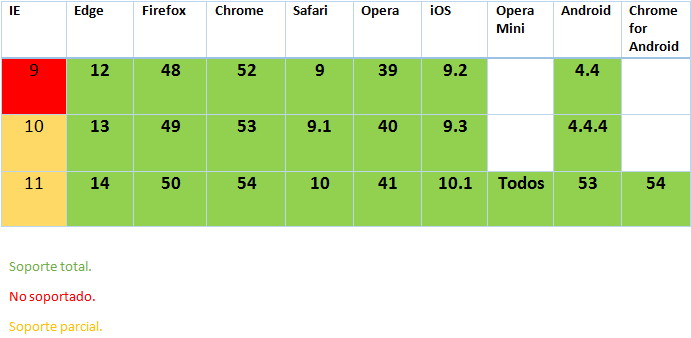 IE Edge Firefox Chrome Safari Opera iOS Opera Mini Android Chrome for Android
9 12 48 52 9 39 9.2 4.4
10 13 49 53 9.1 40 9.3 4.4.4
11 14 50 54 10 41 10.1 Todos 53 54
Soporte total.
No soportado.
Soporte parcial.